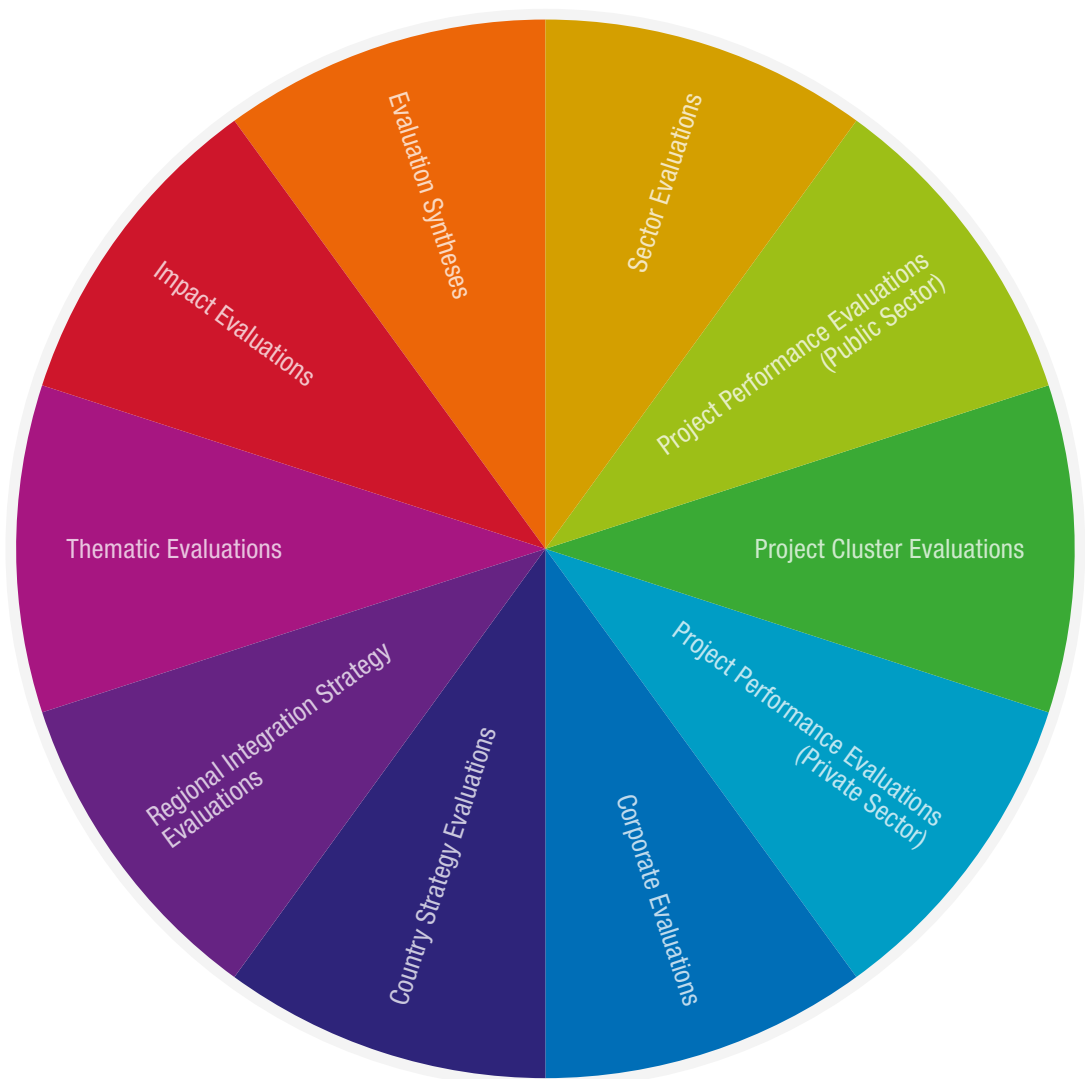 Sector Evaluations
Project Performance Evaluations
(Public Sector)
Project Cluster Evaluations
Project Performance Evaluations
(Private Sector)
Corporate Evaluations
Country Strategy Evaluations
Regional Integration Strategy
Evaluations
Thematic Evaluations
Impact Evaluations
Evaluation Syntheses